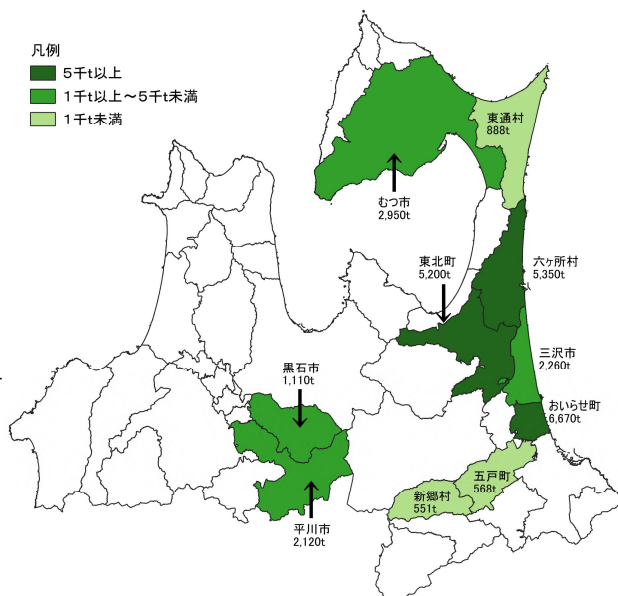 凡例
5千t以上
1千t以上～5千t未満
1千t未満
東通村
888t
むつ市
2,950t
東北町
5,200t
六ヶ所村
5,350t
三沢市
2,260t
黒石市
1,110t
おいらせ町
6,670t
五戸町
568t
新郷村
551t
平川市
2,120t